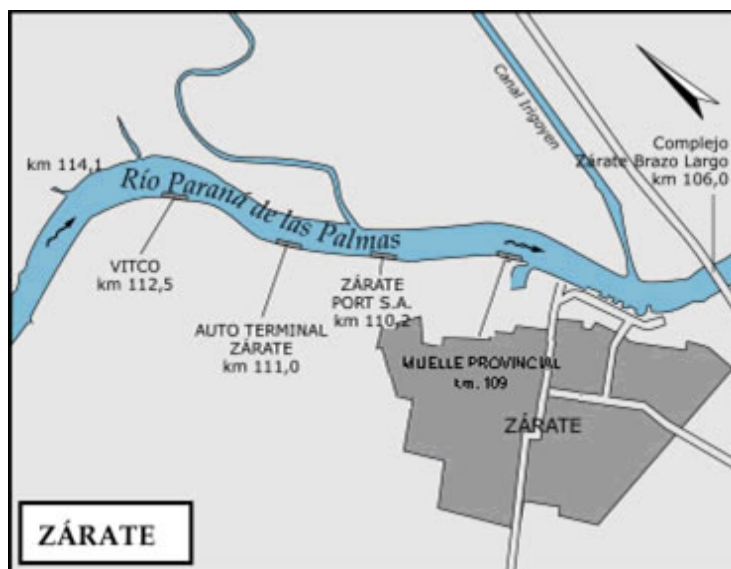 Canal Irigoyen
Complejo
Zárate Brazo Largo
km 106,0
km 114,1
Río Paraná de las Palmas
VITCO
km 112,5
ZÁRATE
PORT S.A.
km 110,2
AUTO TERMINAL
ZÁRATE
km 111,0
MUELLE PROVINCIAL
km. 109
ZÁRATE
ZÁRATE